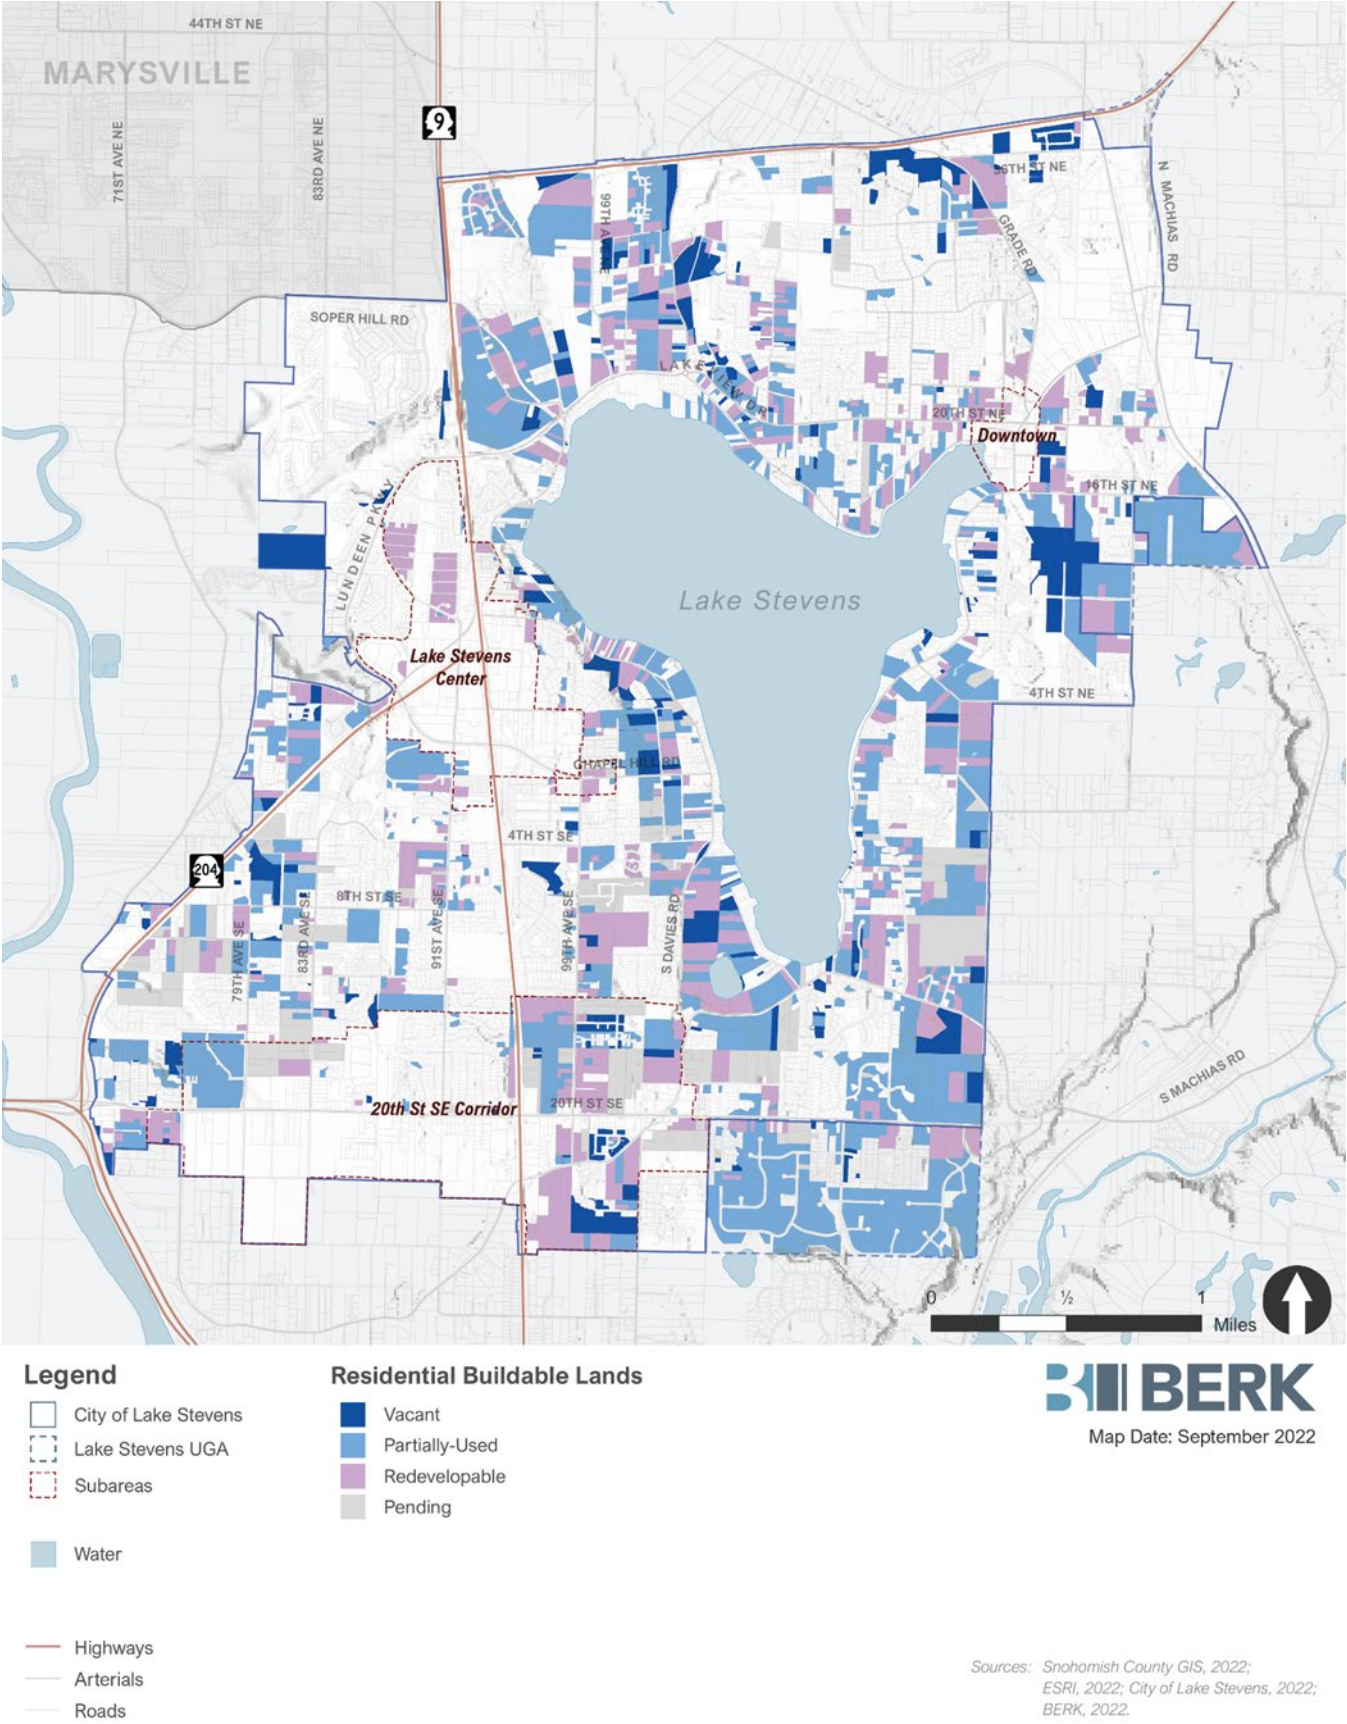 44TH ST NE
MARYSVILLE
71ST AVE NE
83RD AVE NE
9
36TH ST NE
N MACHIAS RD
99TH AVE NE
GRADE RD
SOPER HILL RD
LAKEVIEW DR
20TH ST NE
Downtown
16TH ST NE
LUNDEEN PKWY
Lake Stevens
Lake Stevens
Center
4TH ST NE
CHAPEL HILL RD
4TH ST SE
204
8TH ST SE
79TH AVE SE
83RD AVE SE
91ST AVE SE
99TH AVE SE
S DAVIES RD
S MACHIAS RD
20th St SE Corridor
20TH ST SE
0 ½ 1
Miles
Legend
City of Lake Stevens
Lake Stevens UGA
Subareas
Water
Highways
Arterials
Roads
Residential Buildable Lands
Vacant
Partially-Used
Redevelopable
Pending
BERK
Map Date: September 2022
Sources: Snohomish County GIS, 2022;
ESRI, 2022; City of Lake Stevens, 2022;
BERK, 2022.